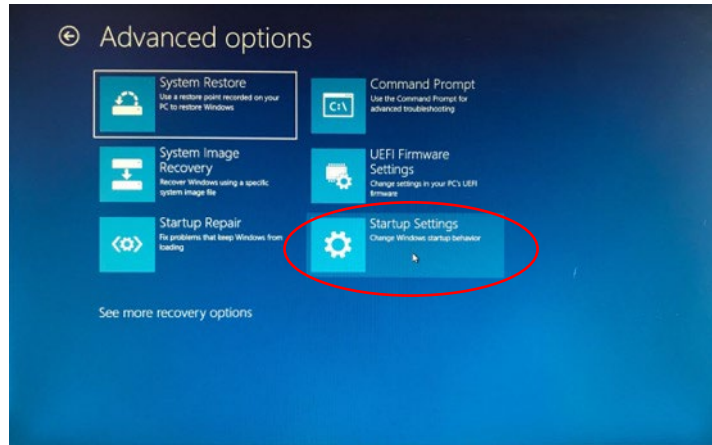 Advanced options
System Restore
Use a restore point recorded on your
PC to restore Windows
Command Prompt
Use the Command Prompt for
advanced troubleshooting
C:\
System Image
Recovery
Recover Windows using a specific
system image file
UEFI Firmware
Settings
Change settings in your PC's UEFI
firmware
Startup Repair
Fix problems that keep Windows from
loading
Startup Settings
Change Windows startup behavior
See more recovery options